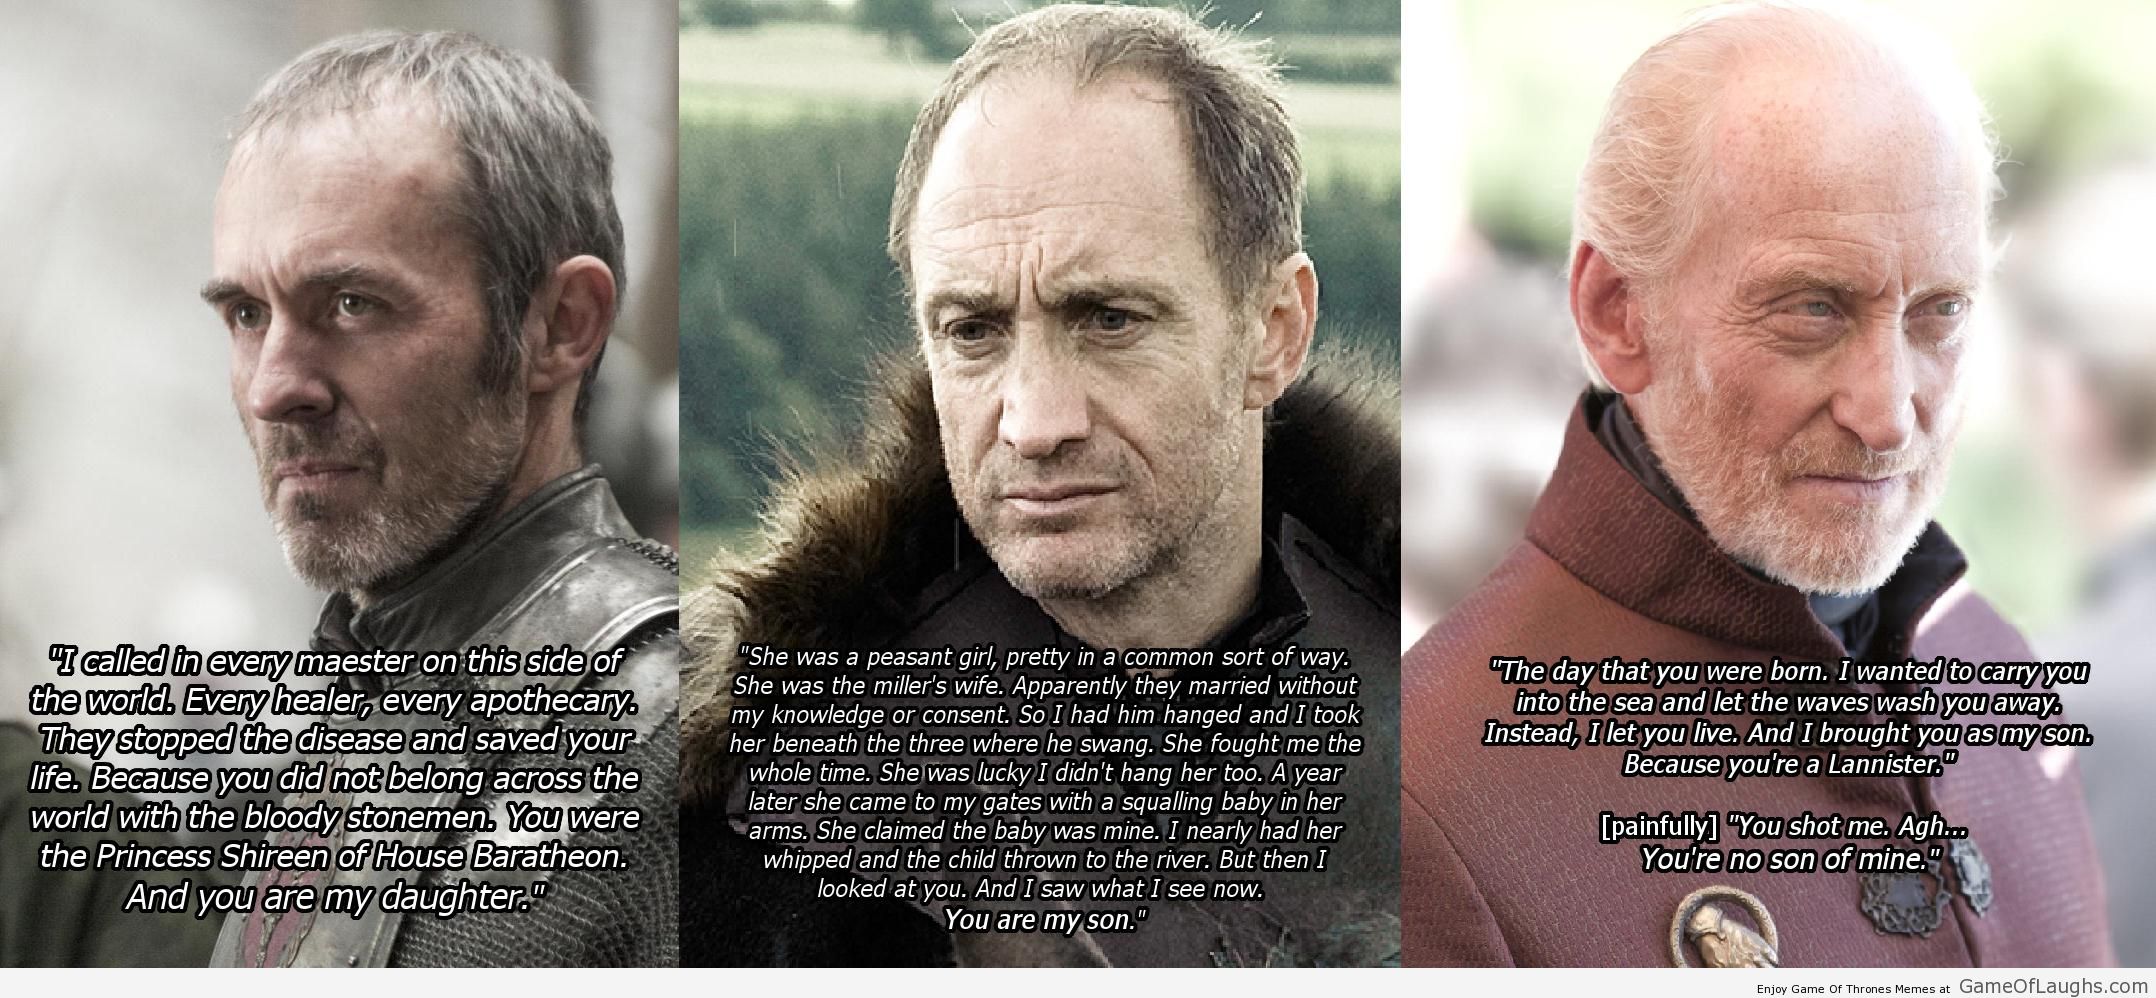 "I called in every maester on this side of
the world. Every healer, every apothecary.
They stopped the disease and saved your
life. Because you did not belong across the
world with the bloody stonemen. You were
the Princess Shireen of House Baratheon.
And you are my daughter."
"She was a peasant girl, pretty in a common sort of way.
She was the miller's wife. Apparently they married without
my knowledge or consent. So I had him hanged and I took
her beneath the three where he swang. She fought me the
whole time. She was lucky I didn't hang her too. A year
later she came to my gates with a squalling baby in her
arms. She claimed the baby was mine. I nearly had her
whipped and the child thrown to the river. But then I
looked at you. And I saw what I see now.
You are my son."
"The day that you were born. I wanted to carry you
into the sea and let the waves wash you away.
Instead, I let you live. And I brought you as my son.
Because you're a Lannister."
[painfully] "You shot me. Agh...
You're no son of mine."
Enjoy Game Of Thrones Memes at GameOfLaughs.com